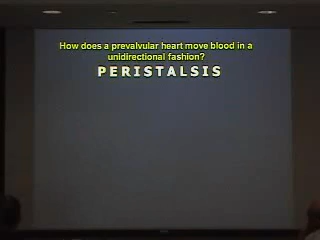 How does a prevalvular heart move blood in a
unidirectional fashion?
PERISTALSIS